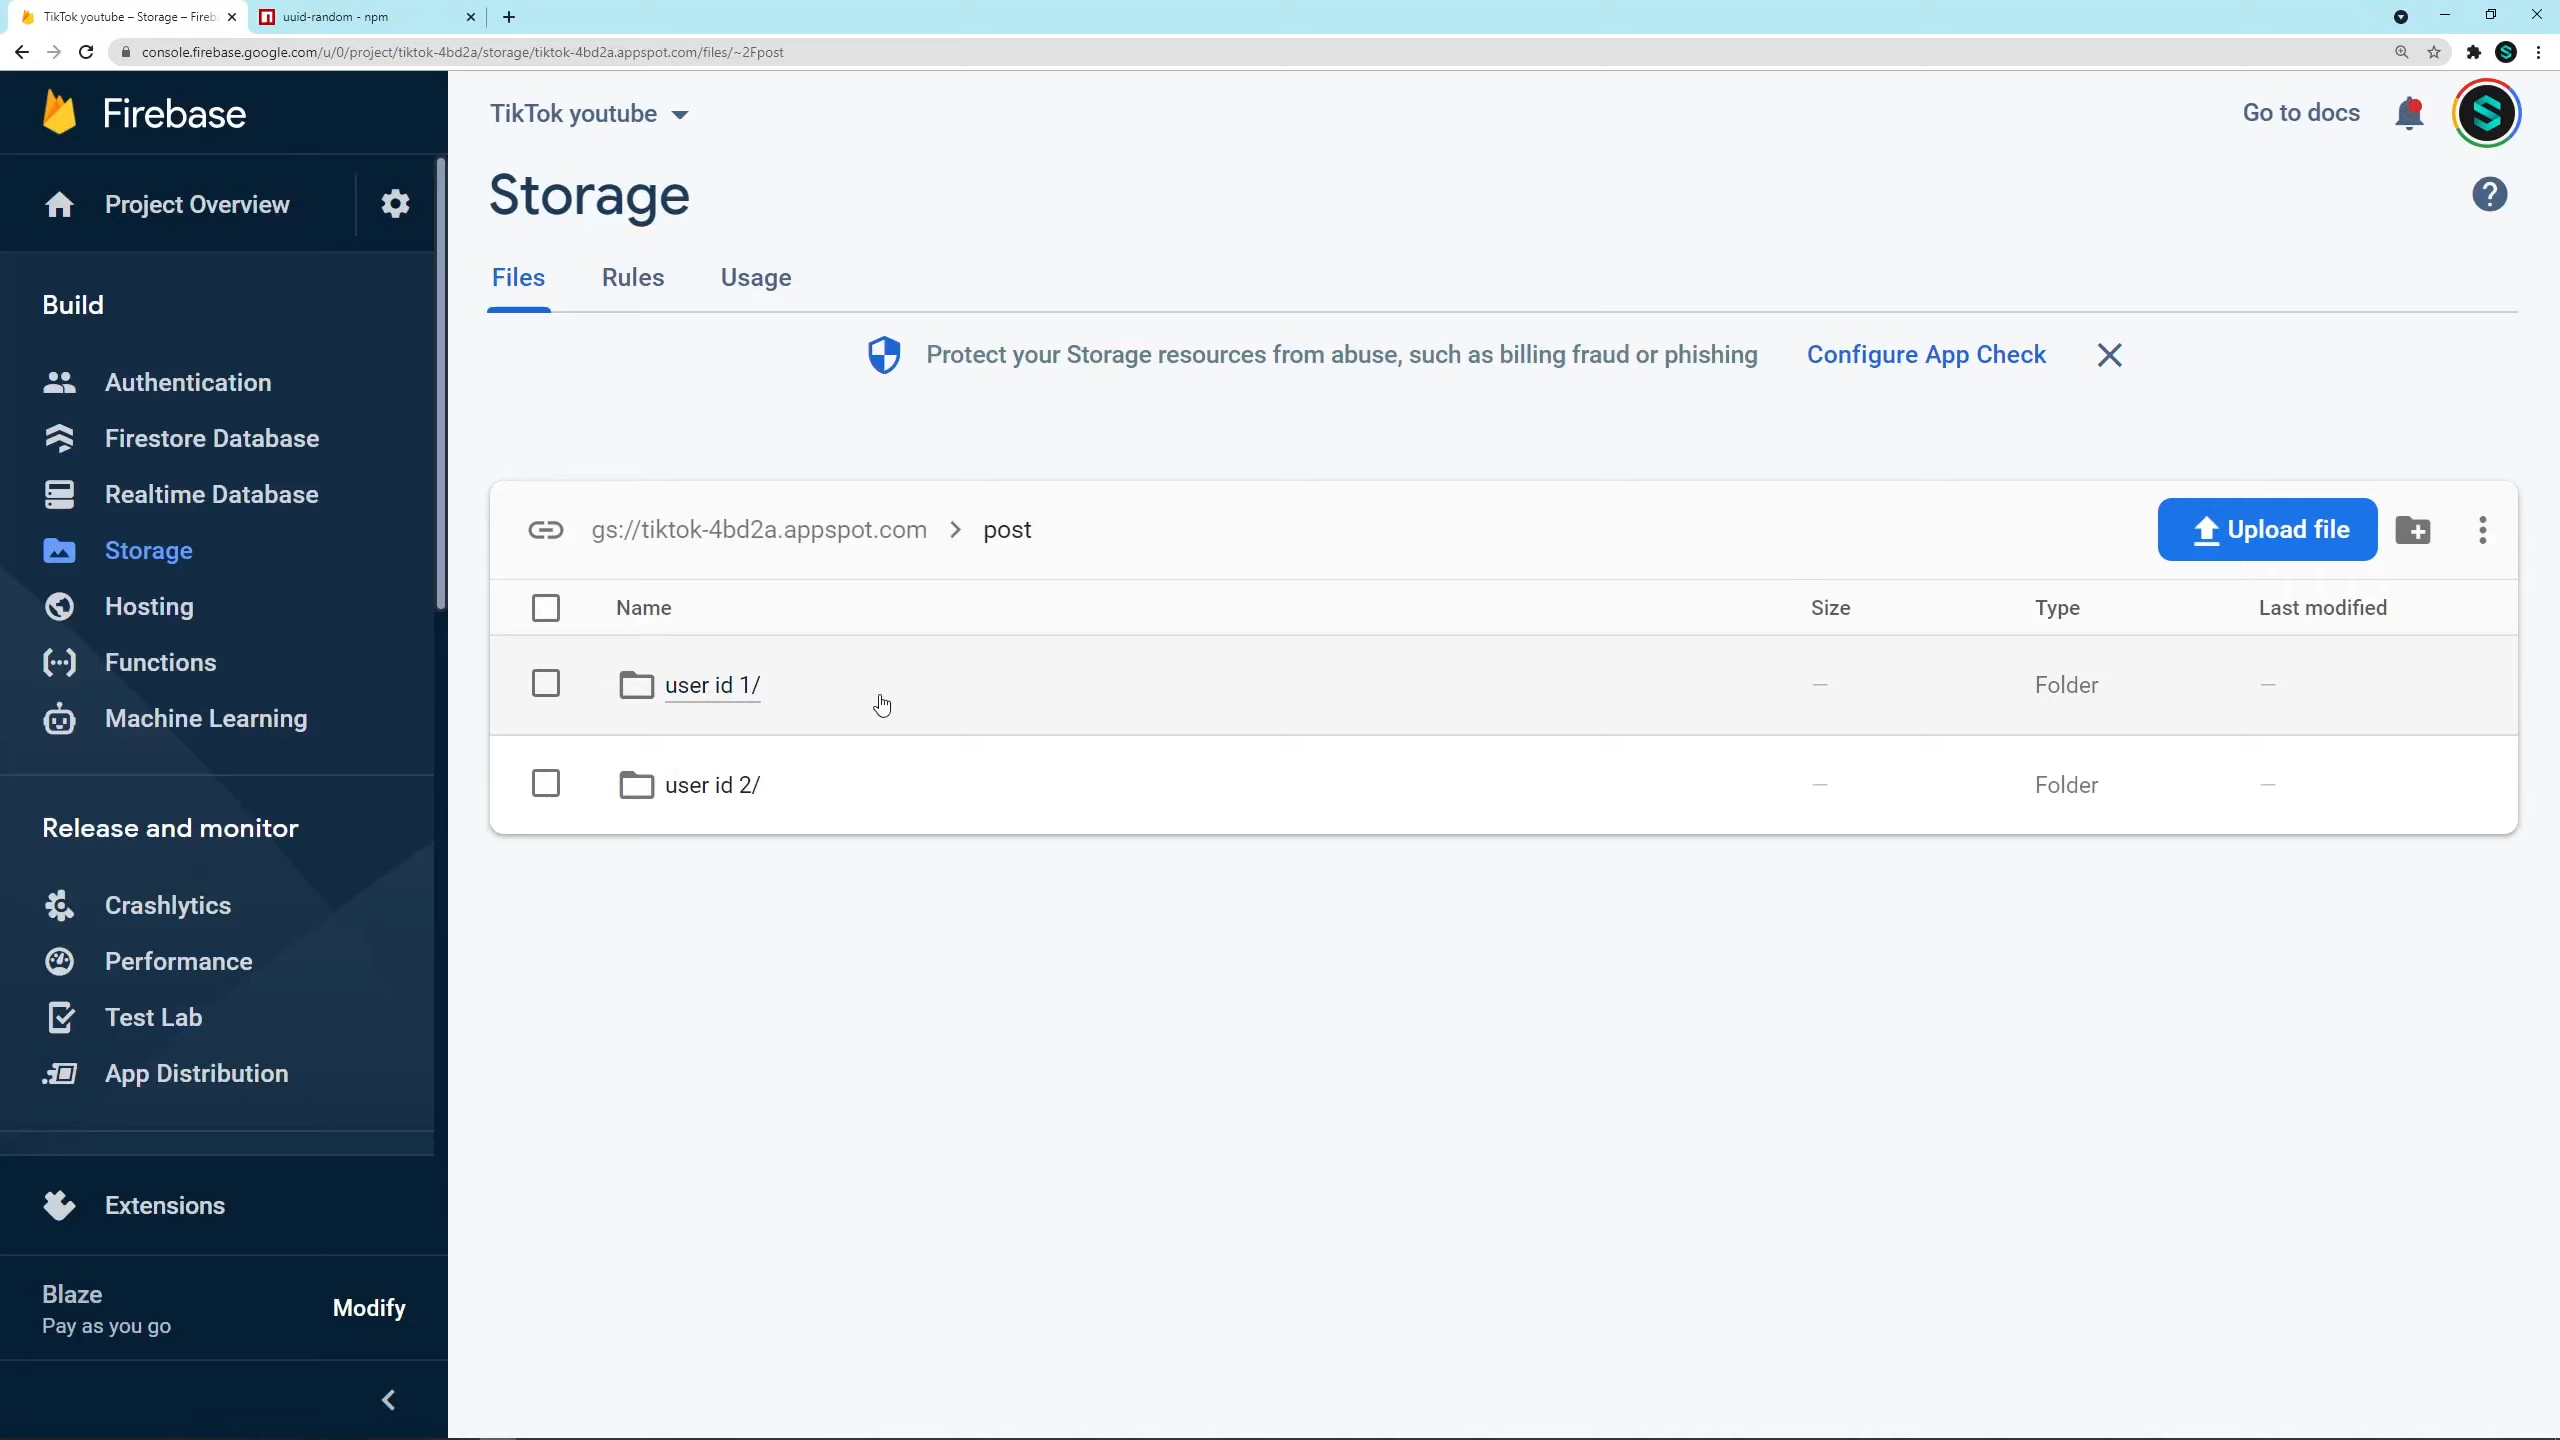 TikTok youtube – Storage – Fireb
uuid-random - npm
console.firebase.google.com/u/0/project/tiktok-4bd2a/storage/tiktok-4bd2a.appspot.com/files/~2Fpost
Firebase
TikTok youtube
Go to docs
Project Overview
Storage
Files
Rules
Usage
Build
Protect your Storage resources from abuse, such as billing fraud or phishing
Configure App Check
Authentication
Firestore Database
Realtime Database
Storage
Hosting
Functions
Machine Learning
gs://tiktok-4bd2a.appspot.com > post
Upload file
Name
Size
Type
Last modified
user id 1/
—
Folder
—
user id 2/
—
Folder
—
Release and monitor
Crashlytics
Performance
Test Lab
App Distribution
Extensions
Blaze
Pay as you go
Modify